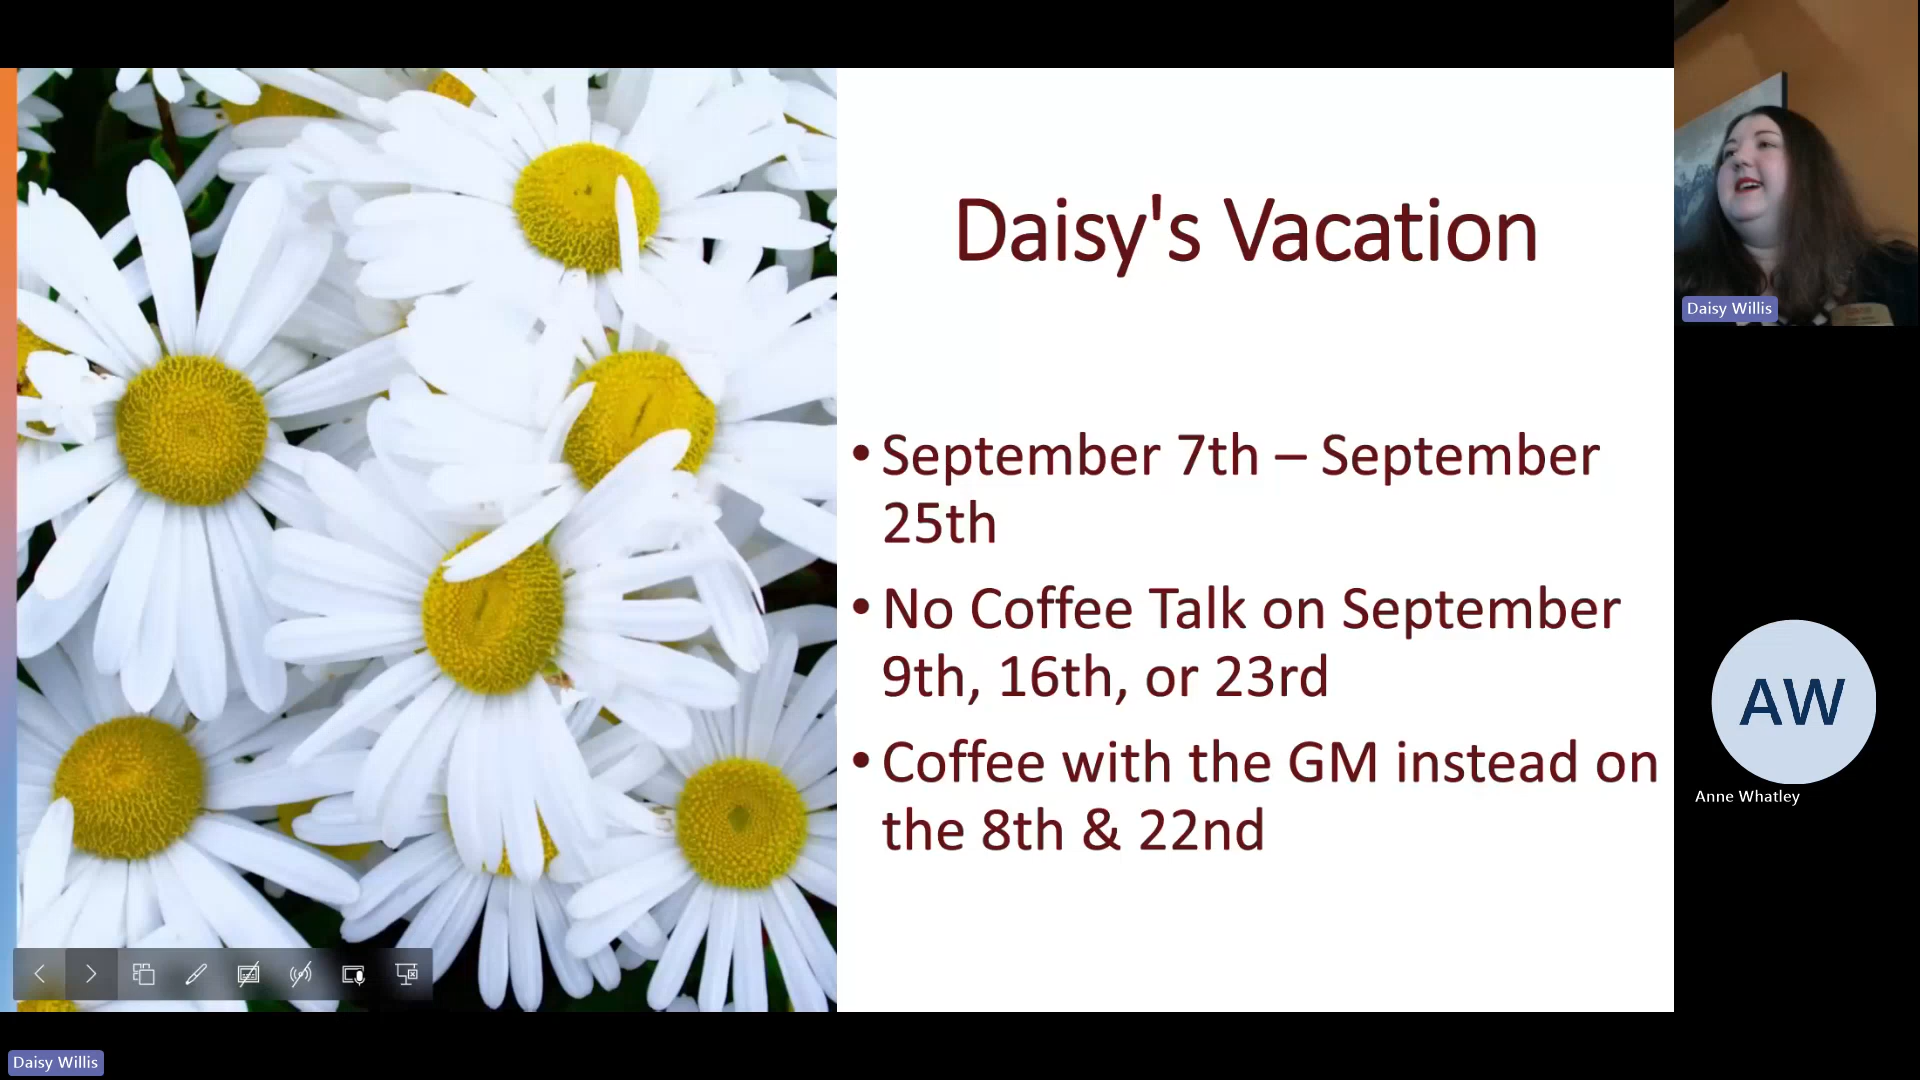 Daisy's Vacation
• September 7th – September
25th
• No Coffee Talk on September
9th, 16th, or 23rd
• Coffee with the GM instead on
the 8th & 22nd
Daisy Willis
AW
Anne Whatley
Daisy Willis